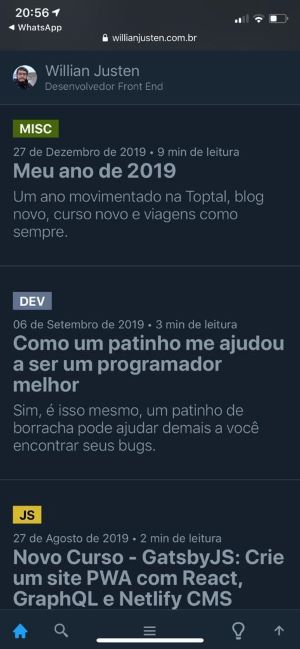 20:56
WhatsApp
willianjusten.com.br
Willian Justen
Desenvolvedor Front End
MISC
27 de Dezembro de 2019 • 9 min de leitura
Meu ano de 2019
Um ano movimentado na Toptal, blog
novo, curso novo e viagens como
sempre.
DEV
06 de Setembro de 2019 • 3 min de leitura
Como um patinho me ajudou
a ser um programador
melhor
Sim, é isso mesmo, um patinho de
borracha pode ajudar demais a você
encontrar seus bugs.
JS
27 de Agosto de 2019 • 2 min de leitura
Novo Curso - GatsbyJS: Crie
um site PWA com React,
GraphQL e Netlify CMS